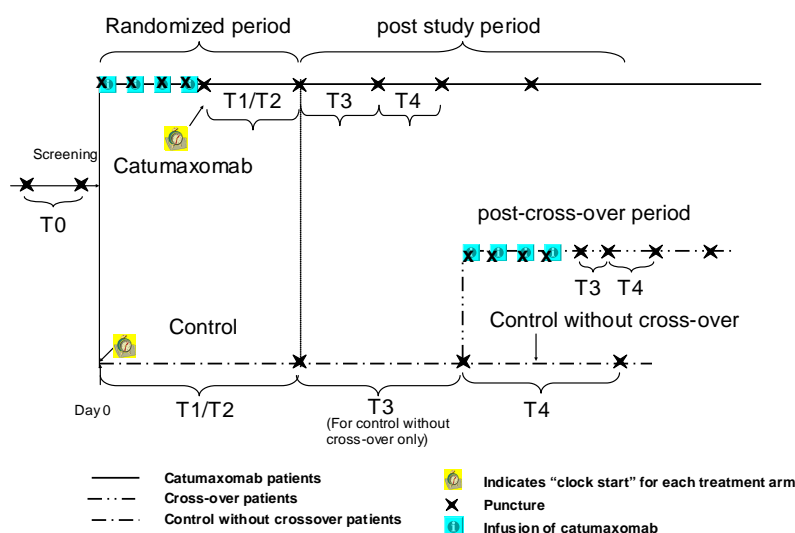 Randomized period
post study period
T1/T2
T3
T4
Screening
Catumaxomab
T0
post-cross-over period
T3
T4
Control
Control without cross-over
Day 0
T1/T2
T3
(For control without
cross-over only)
T4
Catumaxomab patients
Cross-over patients
Control without crossover patients
Indicates “clock start” for each treatment arm
Puncture
Infusion of catumaxomab